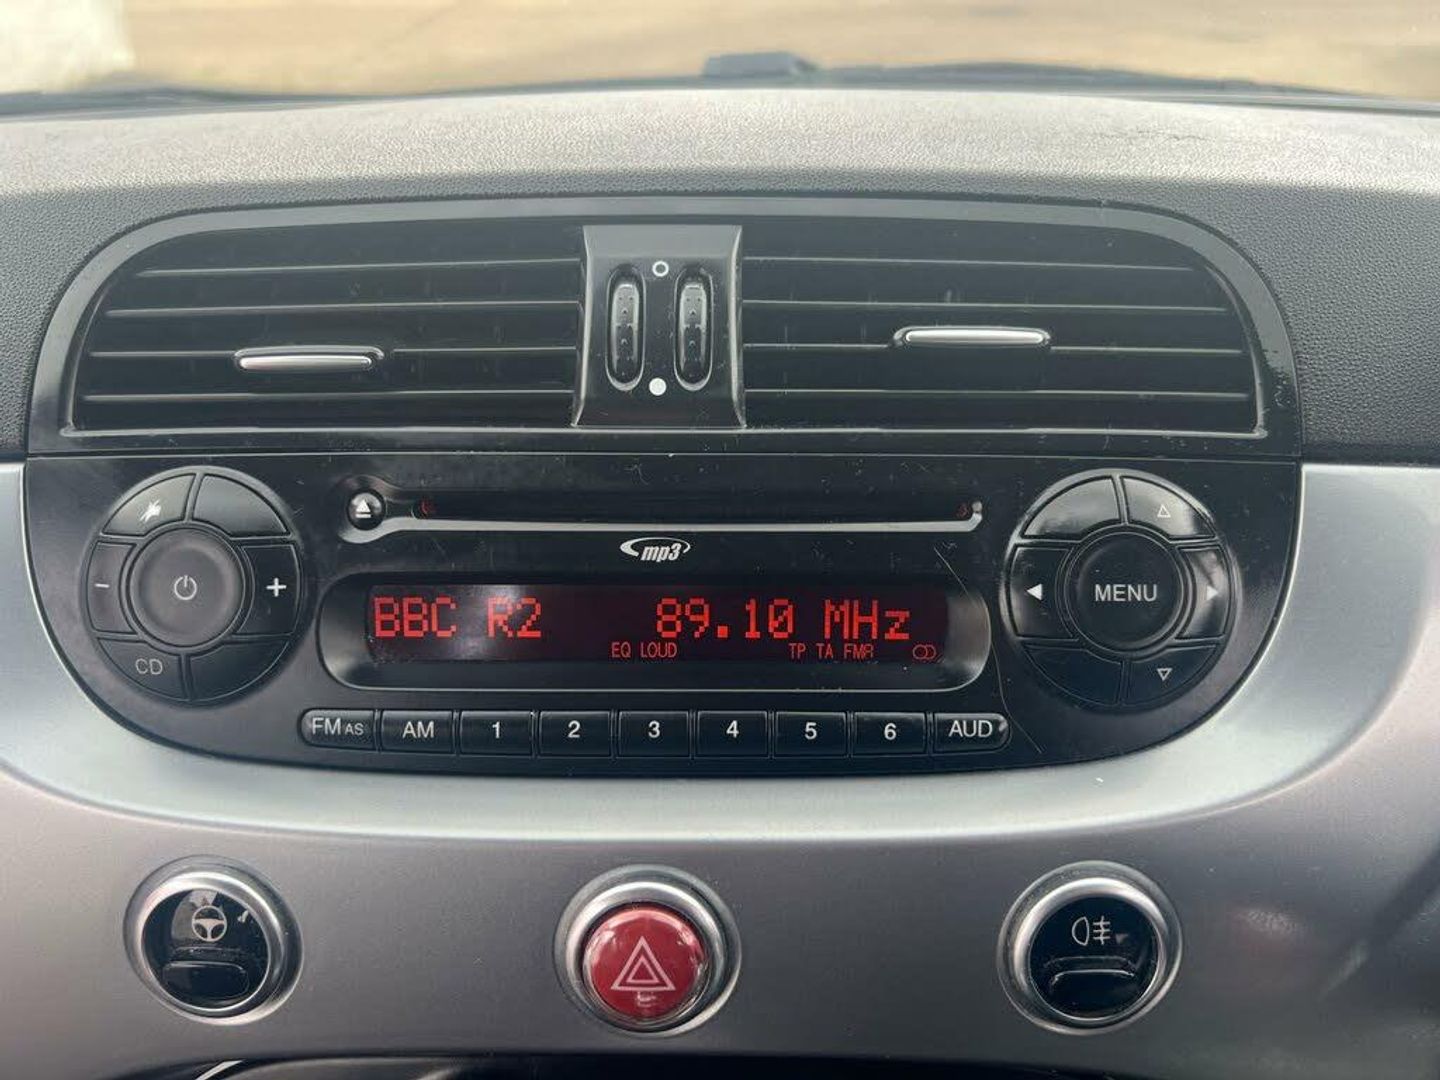 mp3
BBC R2 89.10 MHz
EQ LOUD TP TA FM
MENU
CD
FM AS AM 1 2 3 4 5 6 AUD